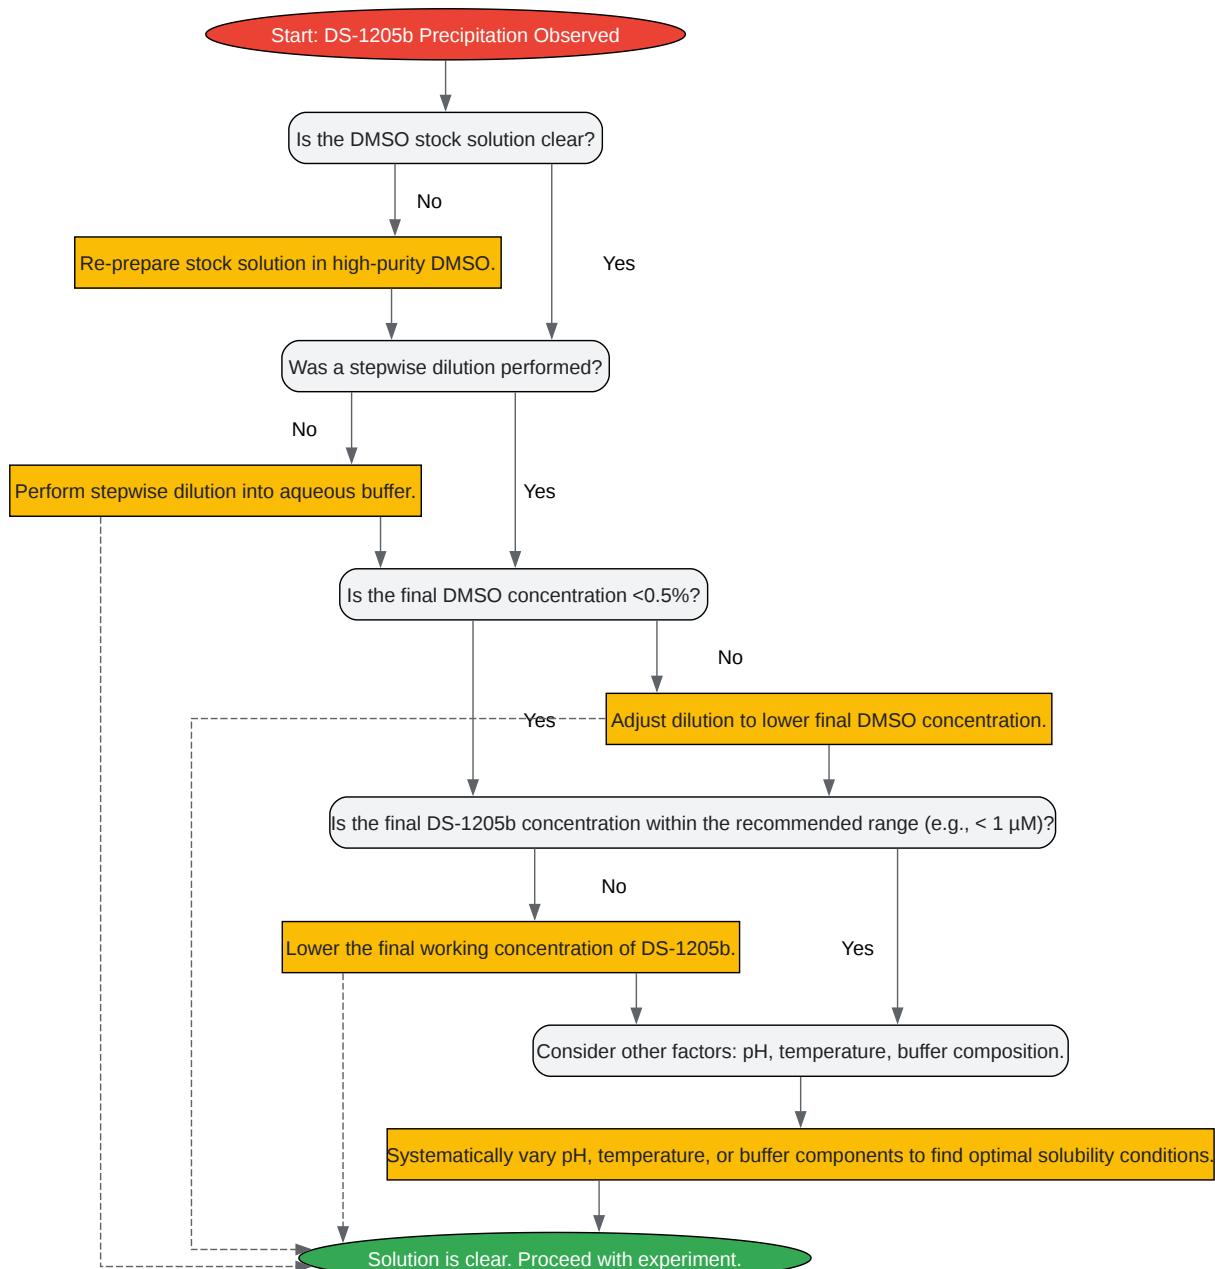 Start: DS-1205b Precipitation Observed
Is the DMSO stock solution clear?
No
Re-prepare stock solution in high-purity DMSO.
Yes
Was a stepwise dilution performed?
No
Perform stepwise dilution into aqueous buffer.
Yes
Is the final DMSO concentration <0.5%?
No
Yes
Adjust dilution to lower final DMSO concentration.
Is the final DS-1205b concentration within the recommended range (e.g., < 1 µM)?
No
Lower the final working concentration of DS-1205b.
Yes
Consider other factors: pH, temperature, buffer composition.
Systematically vary pH, temperature, or buffer components to find optimal solubility conditions.
Solution is clear. Proceed with experiment.